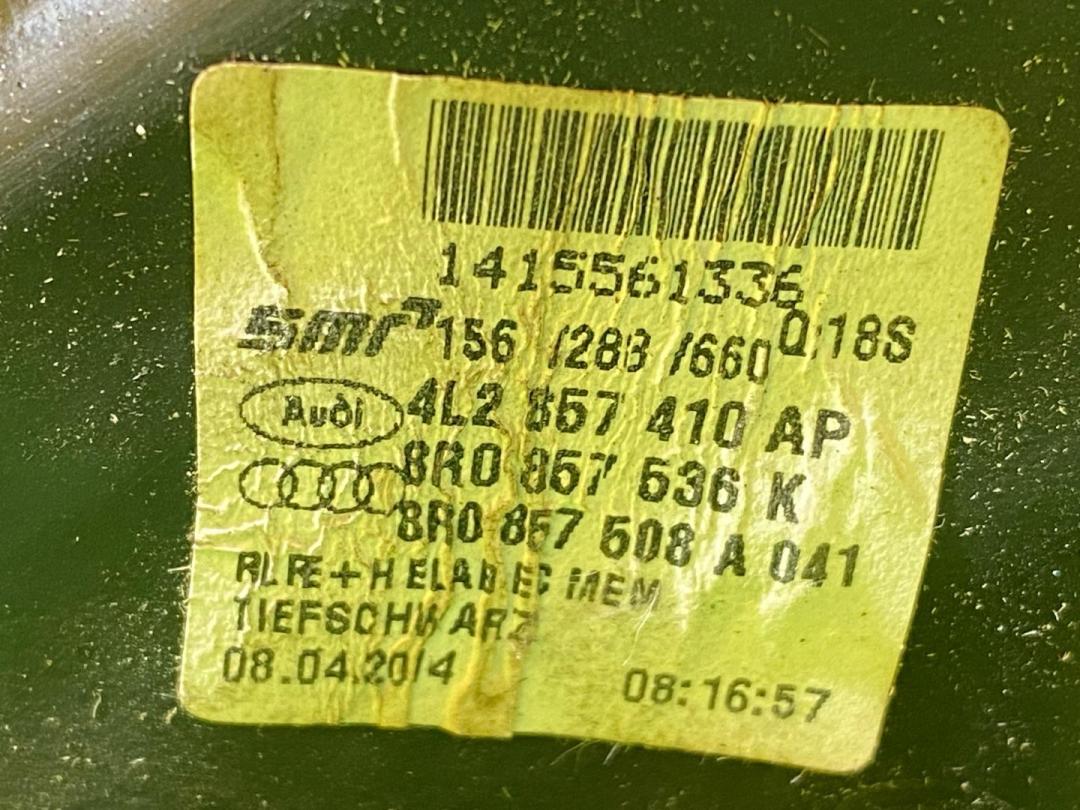 1415561336
smr 156 /283 /660 Q:18S
Audi 4L2 857 410 AP
8R0 857 536 K
8R0 857 508 A 041
TIEFSCHWARZ
08.04.2014 08:16:57